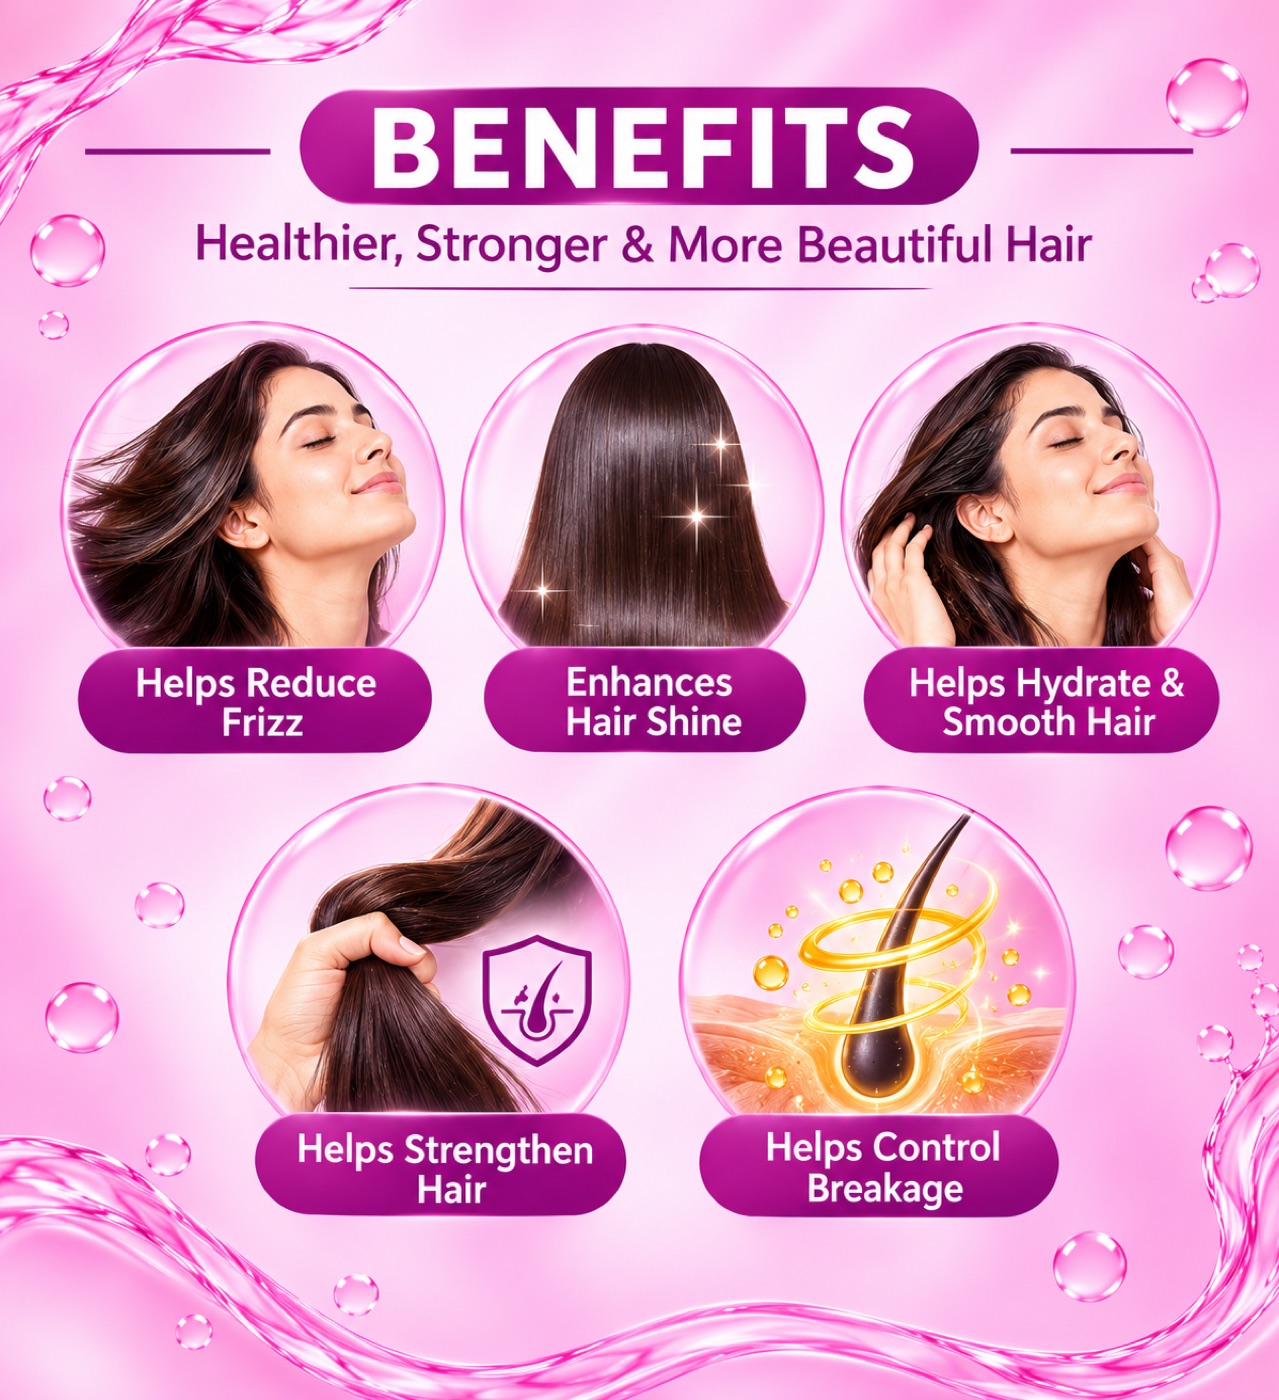 BENEFITS
Healthier, Stronger & More Beautiful Hair
Helps Reduce
Frizz
Enhances
Hair Shine
Helps Hydrate &
Smooth Hair
Helps Strengthen
Hair
Helps Control
Breakage